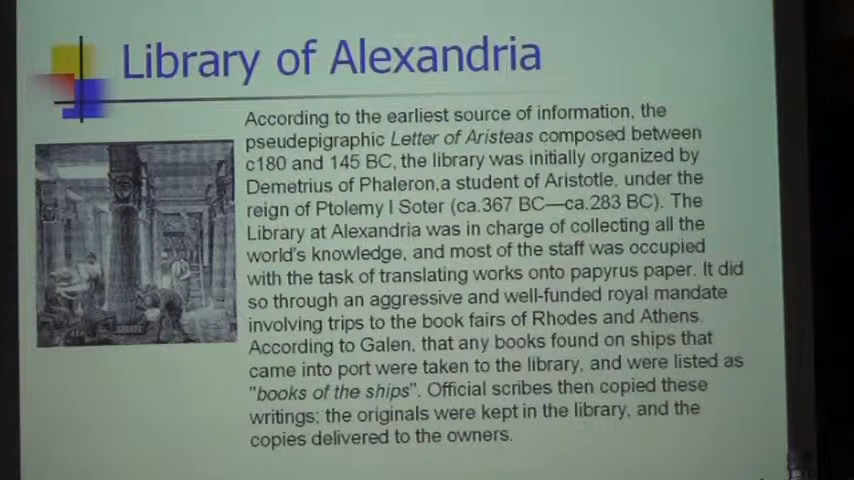 Library of Alexandria
According to the earliest source of information, the
pseudepigraphic Letter of Aristeas composed between
c180 and 145 BC, the library was initially organized by
Demetrius of Phaleron,a student of Aristotle, under the
reign of Ptolemy I Soter (ca.367 BC—ca.283 BC). The
Library at Alexandria was in charge of collecting all the
world's knowledge, and most of the staff was occupied
with the task of translating works onto papyrus paper. It did
so through an aggressive and well-funded royal mandate
involving trips to the book fairs of Rhodes and Athens.
According to Galen, that any books found on ships that
came into port were taken to the library, and were listed as
"books of the ships". Official scribes then copied these
writings; the originals were kept in the library, and the
copies delivered to the owners.